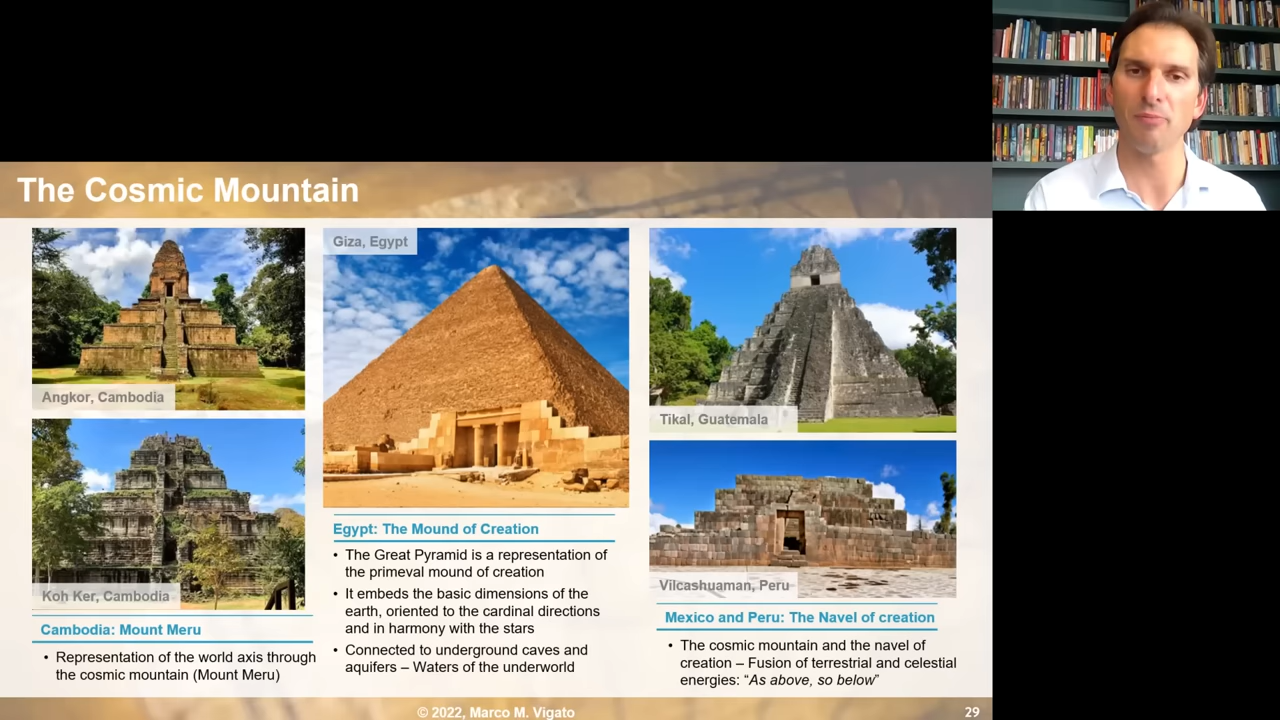 The Cosmic Mountain
Angkor, Cambodia
Koh Ker, Cambodia
Cambodia: Mount Meru
• Representation of the world axis through
the cosmic mountain (Mount Meru)
Giza, Egypt
Egypt: The Mound of Creation
• The Great Pyramid is a representation of
the primeval mound of creation
• It embeds the basic dimensions of the
earth, oriented to the cardinal directions
and in harmony with the stars
• Connected to underground caves and
aquifers – Waters of the underworld
Tikal, Guatemala
Vilcashuaman, Peru
Mexico and Peru: The Navel of creation
• The cosmic mountain and the navel of
creation – Fusion of terrestrial and celestial
energies: “As above, so below”
© 2022, Marco M. Vigato
29